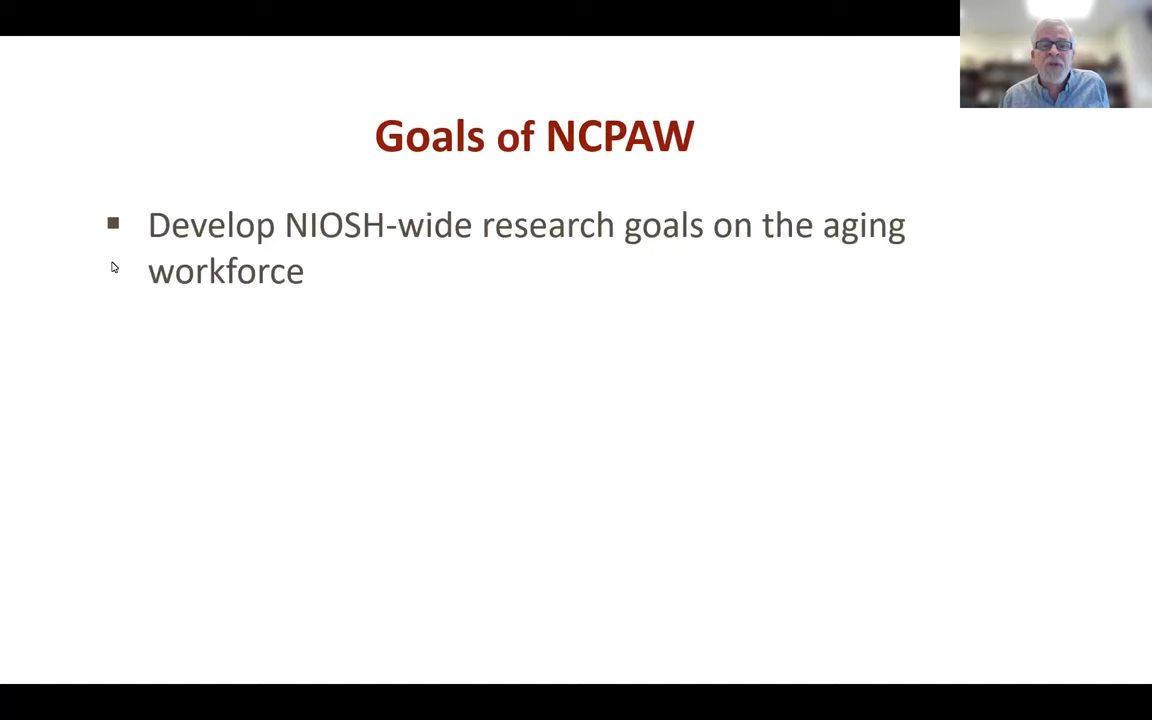 Goals of NCPAW
▪ Develop NIOSH-wide research goals on the aging
workforce